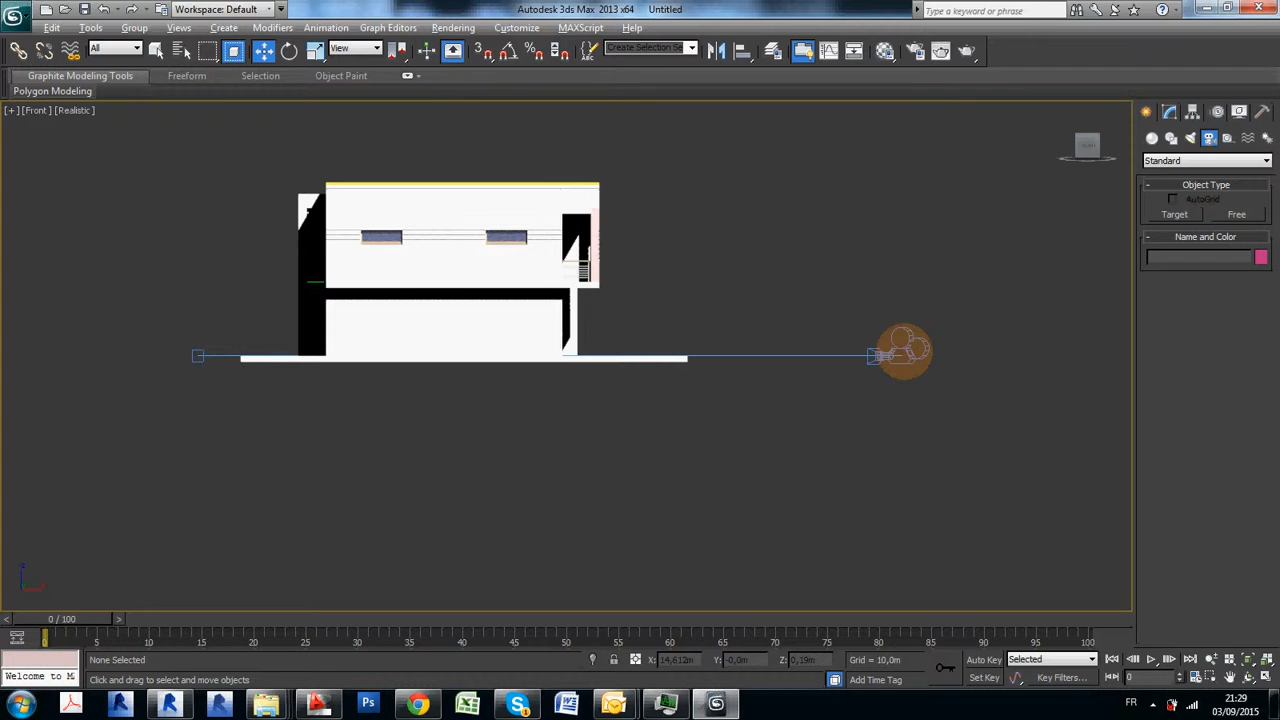 Workspace: Default
Autodesk 3ds Max 2013 x64
Untitled
Type a keyword or phrase
Edit
Tools
Group
Views
Create
Modifiers
Animation
Graph Editors
Rendering
Customize
MAXScript
Help
All
View
Create Selection Se
Graphite Modeling Tools
Freeform
Selection
Object Paint
Polygon Modeling
[+] [Front] [Realistic]
Standard
- Object Type
AutoGrid
Target
Free
- Name and Color
0 / 100
0 5 10 15 20 25 30 35 40 45 50 55 60 65 70 75 80 85 90 95 100
None Selected
X: 14,612m
Y: -0,0m
Z: 0,19m
Grid = 10,0m
Auto Key
Selected
Welcome to M
Click and drag to select and move objects
Add Time Tag
Set Key
Key Filters...
0
FR
21:29
03/09/2015